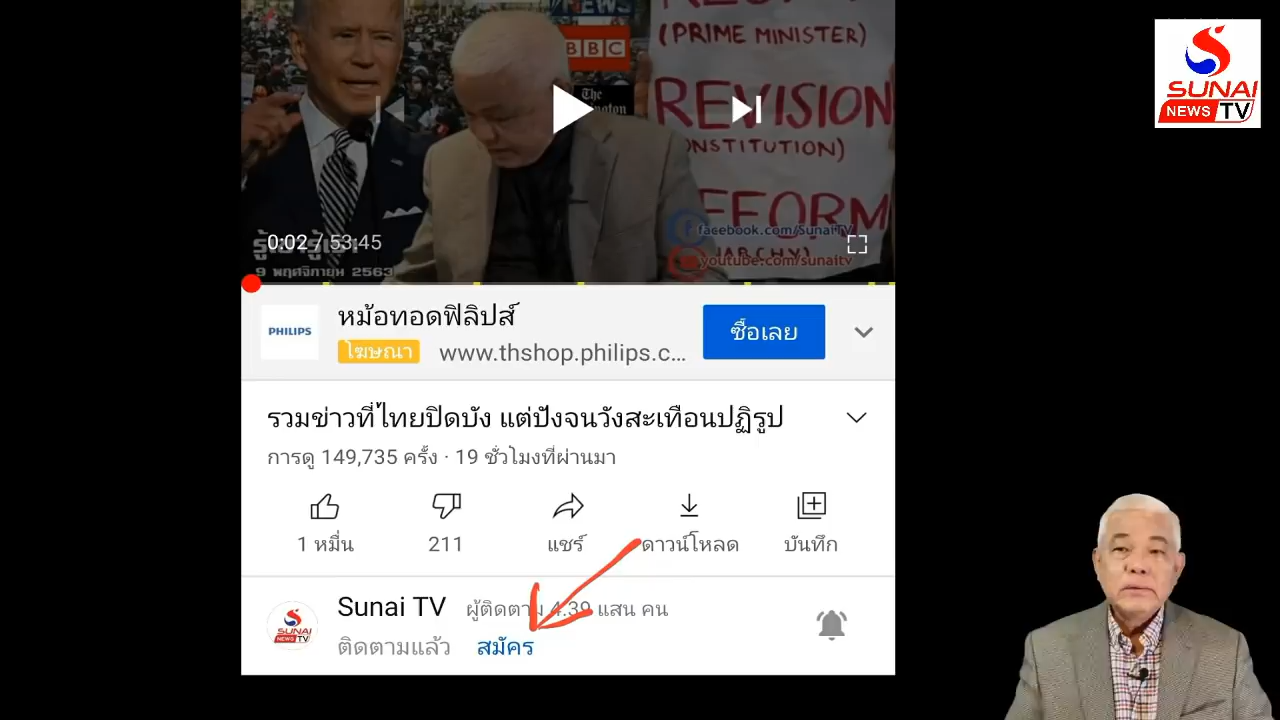 NEWS
BBC
The
(PRIME MINISTER)
REVISION
ONSTITUTION)
EFORM
facebook.com/SunaiTV
youtube.com/sunaitv
0:02 / 53:45
9 พฤศจิกายน 2563
SUNAI
NEWS TV
PHILIPS
หม้อทอดฟิลิปส์
โฆษณา www.thshop.philips.c...
ซื้อเลย
รวมข่าวที่ไทยปิดบัง แต่ปังจนวังสะเทือนปฏิรูป
การดู 149,735 ครั้ง · 19 ชั่วโมงที่ผ่านมา
1 หมื่น 211 แชร์ ดาวน์โหลด บันทึก
SUNAI
NEWS TV
Sunai TV ผู้ติดตาม 4.39 แสน คน
ติดตามแล้ว สมัคร